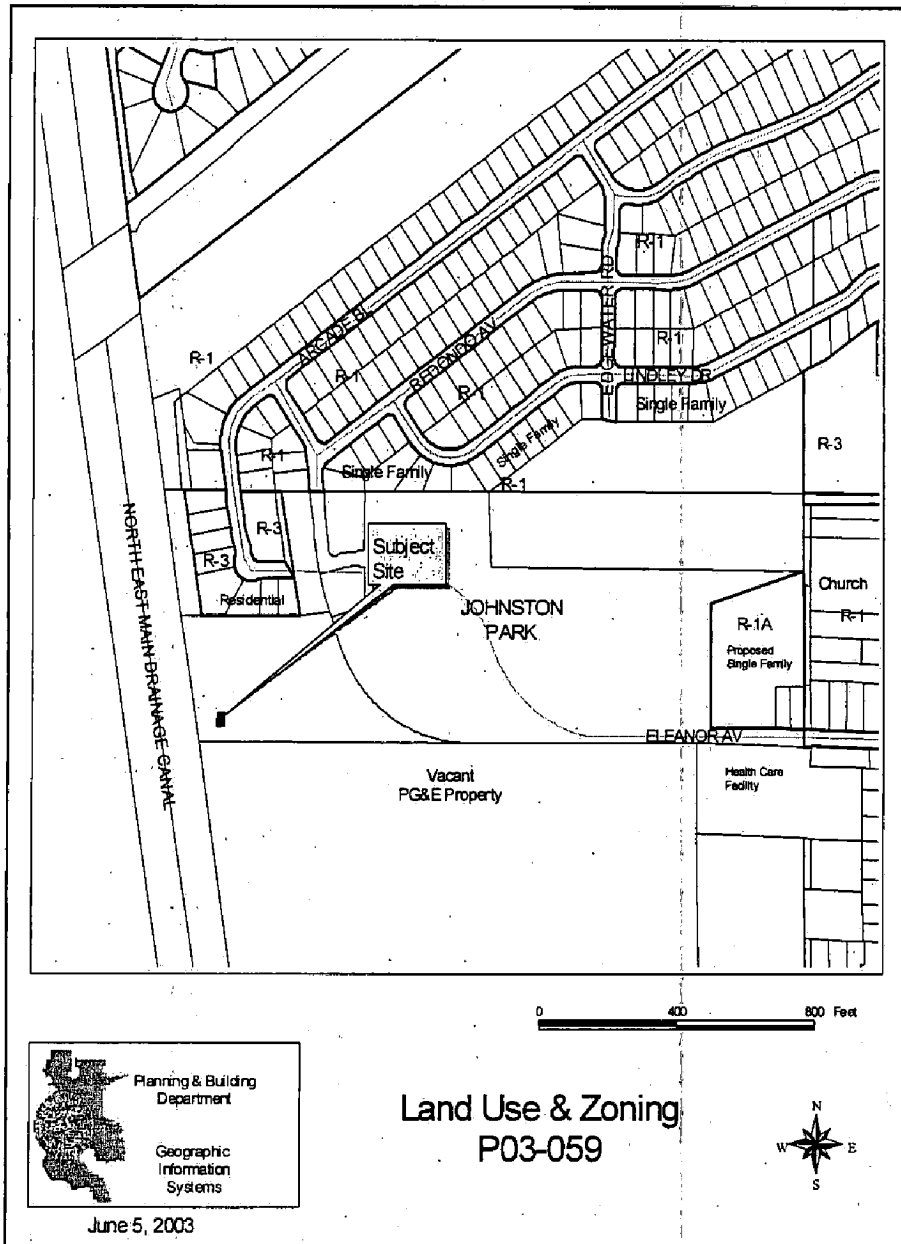 R-1
ARCADE BL
R-1
REDONDO AV
R-1
EDGEWATER RD
R-1
R-1
LINDLEY DR
Single Family
Single Family
R-1
R-1
Single Family
R-3
NORTH EAST MAIN DRAINAGE CANAL
R-3
R-3
Residential
Subject
Site
JOHNSTON
PARK
Church
R-1
R-1A
Proposed
Single Family
ELEANOR AV
Vacant
PG&E Property
Health Care
Facility
0 400 800 Feet
Planning & Building
Department
Geographic
Information
Systems
June 5, 2003
Land Use & Zoning
P03-059
N
W E
S